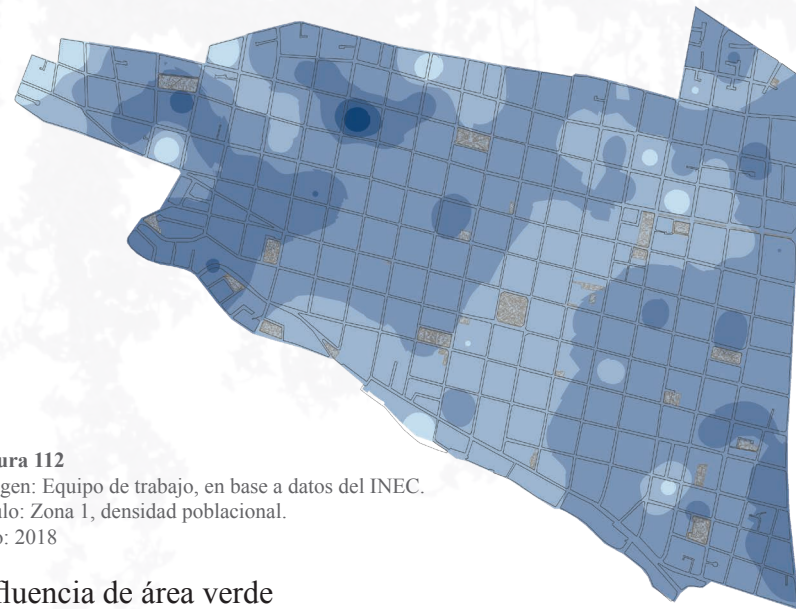 ura 112
gen: Equipo de trabajo, en base a datos del INEC.
ulo: Zona 1, densidad poblacional.
o: 2018
fluencia de área verde